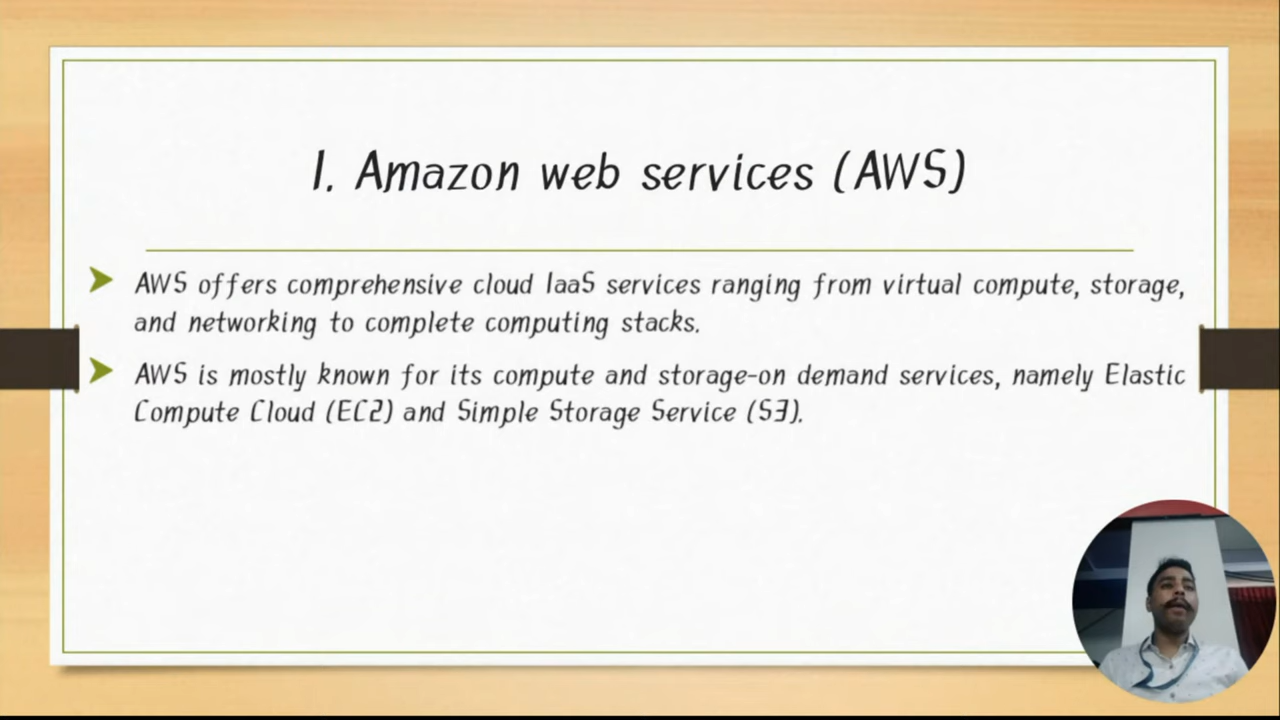 1. Amazon web services (AWS)
AWS offers comprehensive cloud IaaS services ranging from virtual compute, storage,
and networking to complete computing stacks.
AWS is mostly known for its compute and storage-on demand services, namely Elastic
Compute Cloud (EC2) and Simple Storage Service (S3).